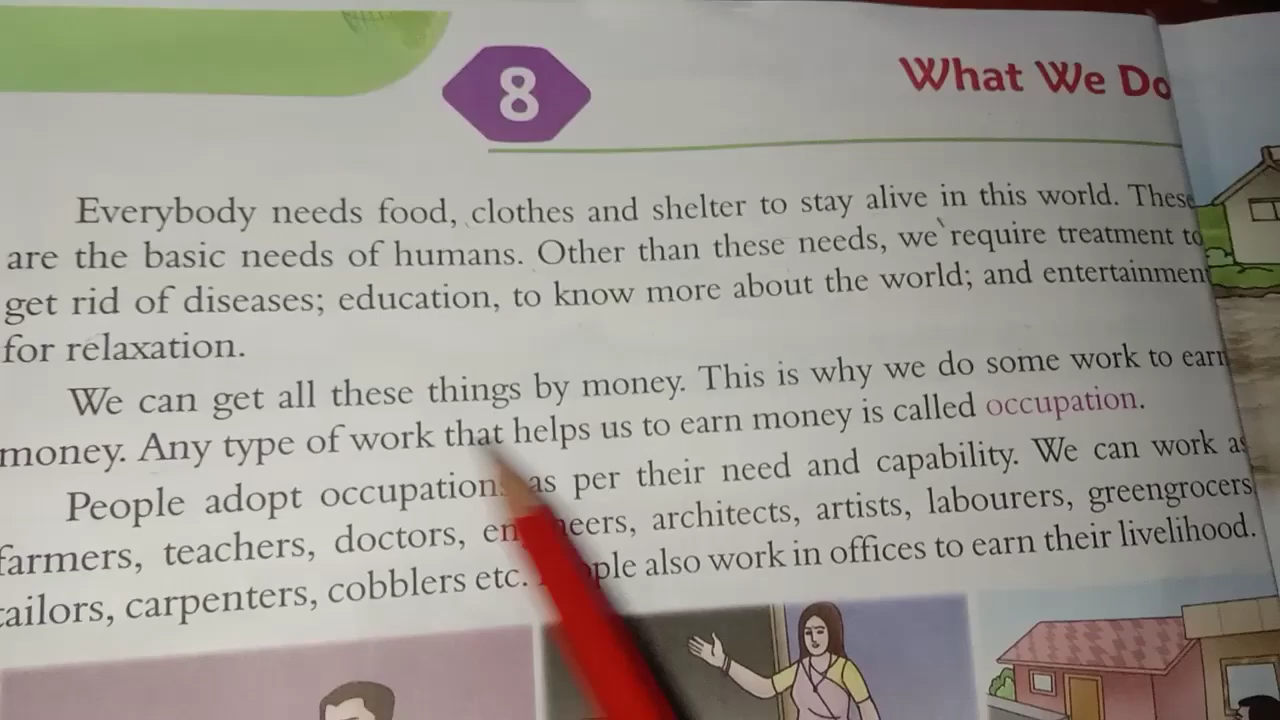 8
What We Do
Everybody needs food, clothes and shelter to stay alive in this world. These
are the basic needs of humans. Other than these needs, we require treatment to
get rid of diseases; education, to know more about the world; and entertainment
for relaxation.
We can get all these things by money. This is why we do some work to earn
money. Any type of work that helps us to earn money is called occupation.
People adopt occupations as per their need and capability. We can work as
farmers, teachers, doctors, engineers, architects, artists, labourers, greengrocers
tailors, carpenters, cobblers etc. People also work in offices to earn their livelihood.